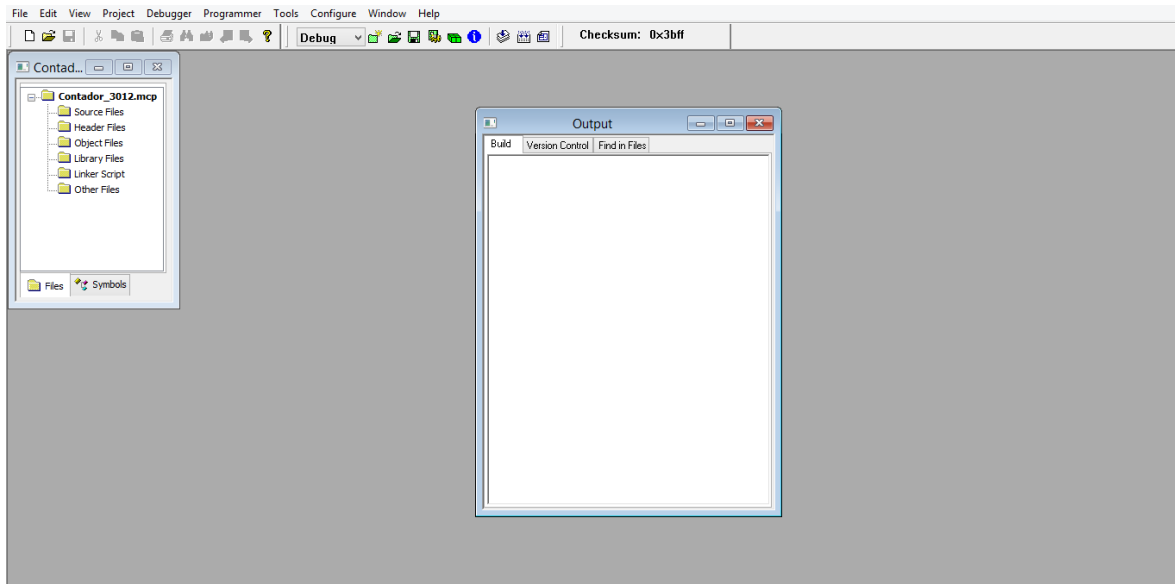 File Edit View Project Debugger Programmer Tools Configure Window Help
Debug Checksum: 0x3bff
Contad...
Contador_3012.mcp
Source Files
Header Files
Object Files
Library Files
Linker Script
Other Files
Files Symbols
Output
Build Version Control Find in Files